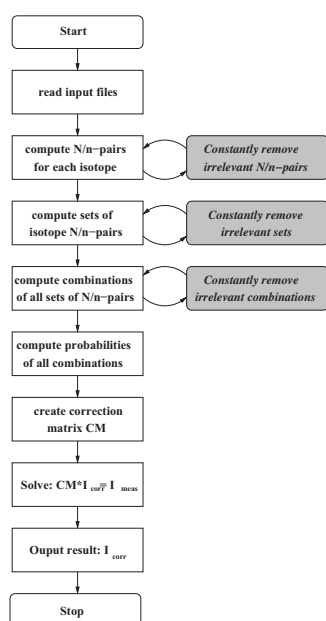 Start
read input files
compute N/n−pairs
for each isotope
Constantly remove
irrelevant N/n−pairs
compute sets of
isotope N/n−pairs
Constantly remove
irrelevant sets
compute combinations
of all sets of N/n−pairs
Constantly remove
irrelevant combinations
compute probabilities
of all combinations
create correction
matrix CM
Solve: CM*I corr= I meas
Ouput result: I corr
Stop